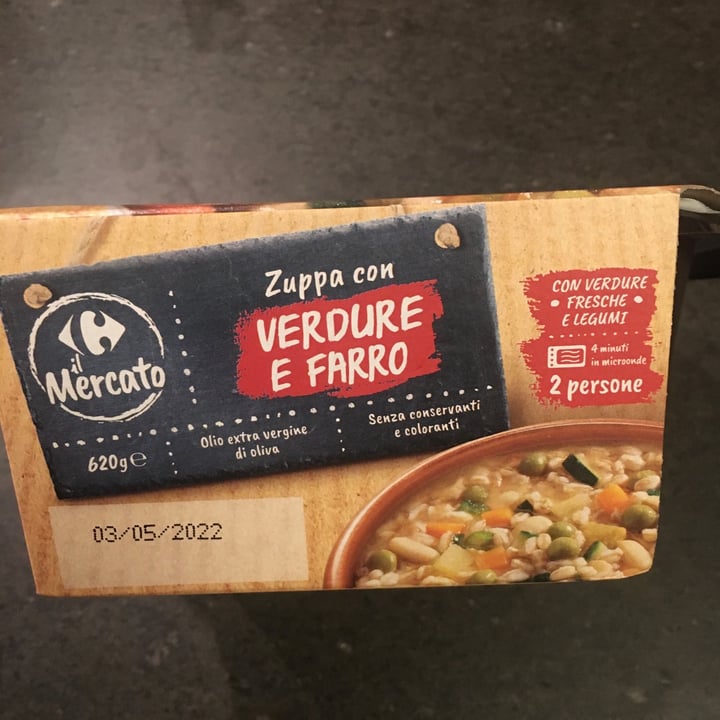 Zuppa con
VERDURE
E FARRO
il
Mercato
620g℮
Olio extra vergine
di oliva
Senza conservanti
e coloranti
CON VERDURE
• FRESCHE •
E LEGUMI
4 minuti
in microonde
2 persone
03/05/2022